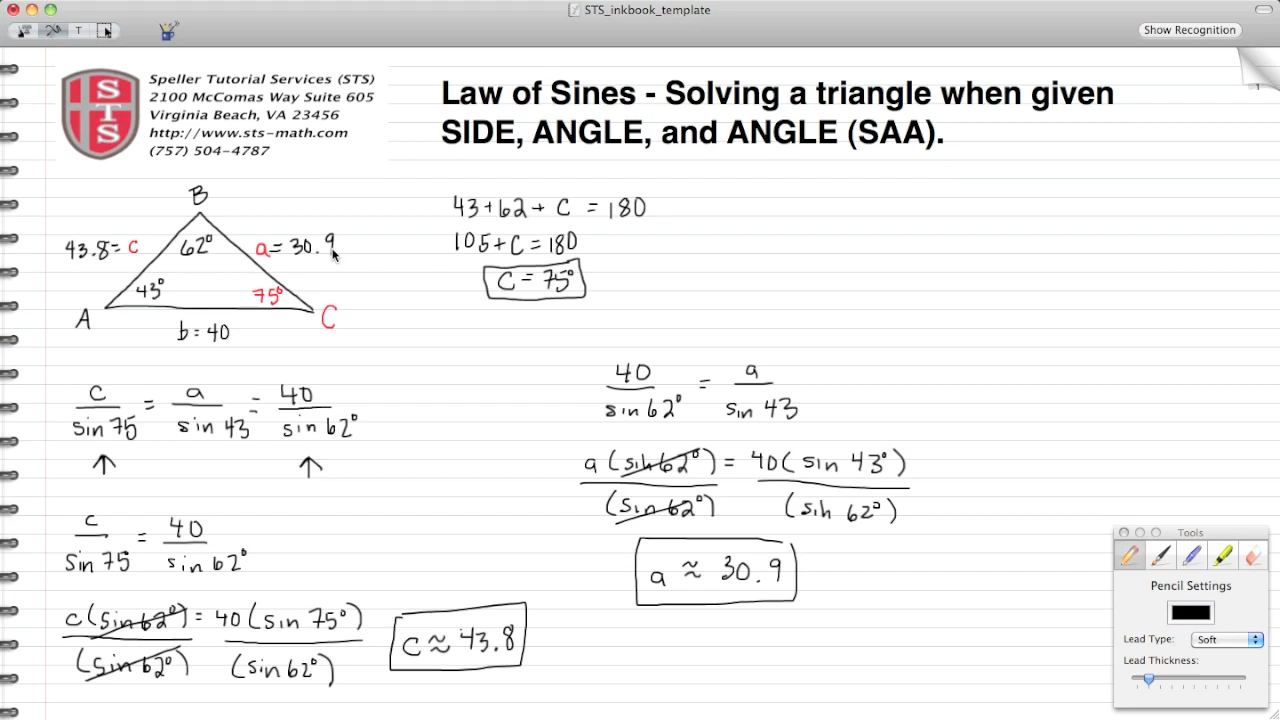 STS_inkbook_template
T
Show Recognition
STS
Speller Tutorial Services (STS)
2100 McComas Way Suite 605
Virginia Beach, VA 23456
http://www.sts-math.com
(757) 504-4787
Law of Sines - Solving a triangle when given
SIDE, ANGLE, and ANGLE (SAA).
1
B
43.8= c
62°
a= 30.9
43°
75°
A
C
b = 40
43+62+ C = 180
105+C = 180
C = 75°
c/sin 75 = a/sin 43 = 40/sin 62°
↑ ↑
c/sin 75 = 40/sin 62°
c(sin 62°)/(sin 62°) = 40(sin 75°)/(sin 62°)
c ≈ 43.8
40/sin 62° = a/sin 43
a(sin 62°)/(sin 62°) = 40(sin 43°)/(sin 62°)
a ≈ 30.9
Tools
Pencil Settings
Lead Type: Soft
Lead Thickness: